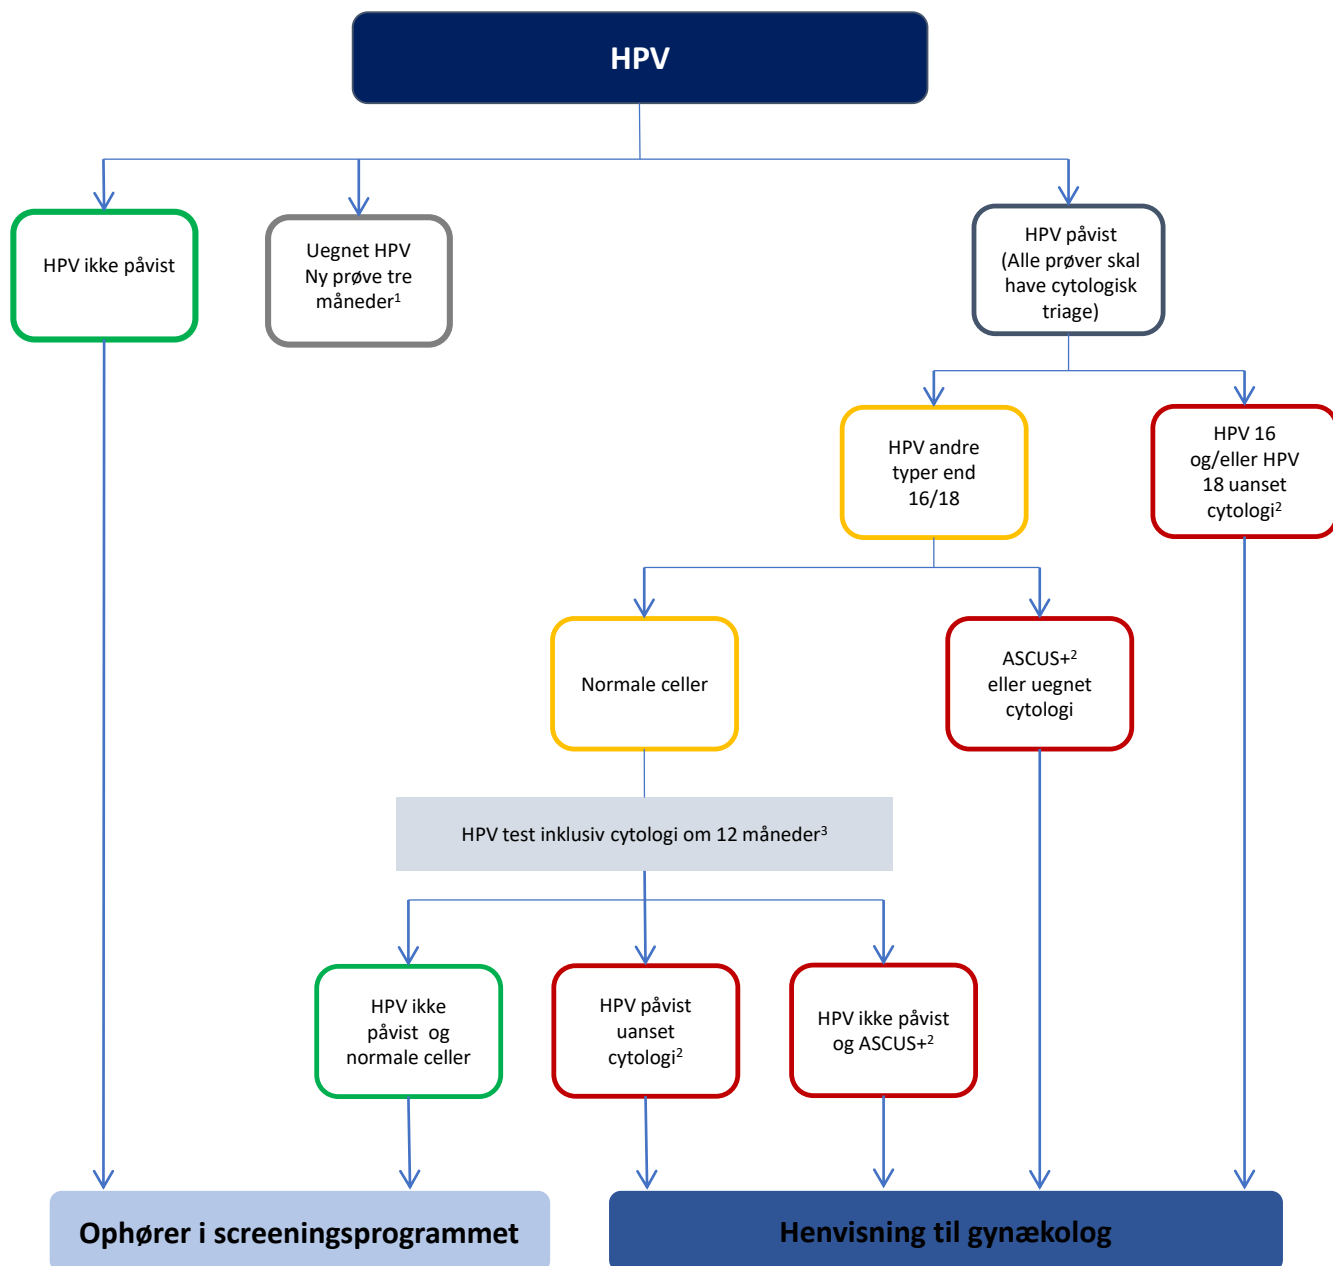 HPV
HPV ikke påvist
Uegnet HPV
Ny prøve tre
måneder¹
HPV påvist
(Alle prøver skal
have cytologisk
triage)
HPV andre
typer end
16/18
HPV 16
og/eller HPV
18 uanset
cytologi²
Normale celler
ASCUS+²
eller uegnet
cytologi
HPV test inklusiv cytologi om 12 måneder³
HPV ikke
påvist og
normale celler
HPV påvist
uanset
cytologi²
HPV ikke påvist
og ASCUS+²
Ophører i screeningsprogrammet
Henvisning til gynækolog